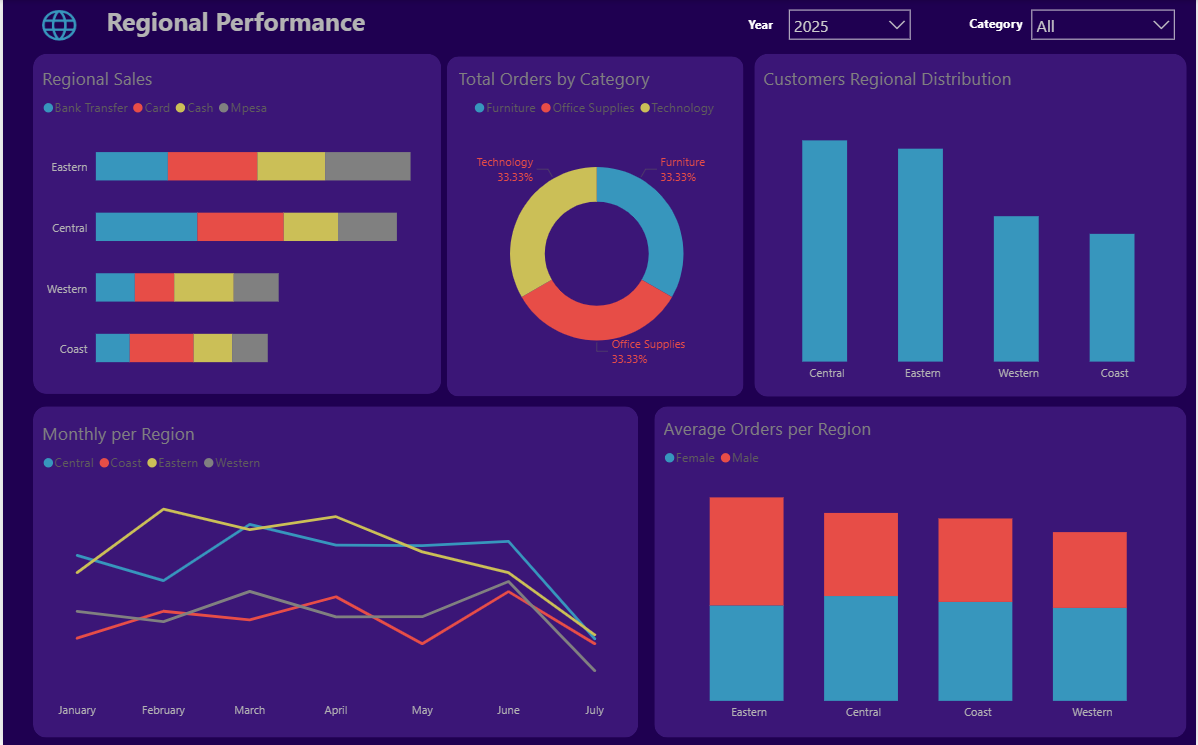 Regional Performance
Year
2025
Category
All
Regional Sales
Bank Transfer Card Cash Mpesa
Eastern
Central
Western
Coast
Total Orders by Category
Furniture Office Supplies Technology
Technology
33.33%
Furniture
33.33%
Office Supplies
33.33%
Customers Regional Distribution
Central Eastern Western Coast
Monthly per Region
Central Coast Eastern Western
January February March April May June July
Average Orders per Region
Female Male
Eastern Central Coast Western